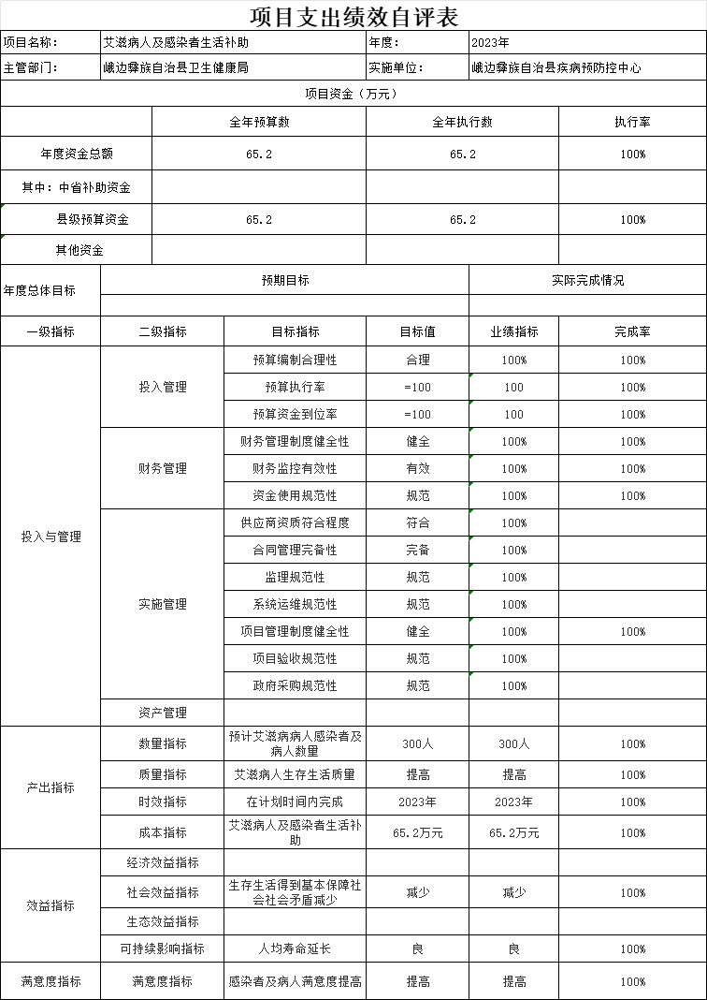 项目支出绩效自评表
项目名称： 艾滋病人及感染者生活补助 年度： 2023年
主管部门： 峨边彝族自治县卫生健康局 实施单位： 峨边彝族自治县疾病预防控中心
项目资金（万元）
全年预算数 全年执行数 执行率
年度资金总额 65.2 65.2 100%
其中：中省补助资金
县级预算资金 65.2 65.2 100%
其他资金
年度总体目标 预期目标 实际完成情况
一级指标 二级指标 目标指标 目标值 业绩指标 完成率
投入与管理 投入管理 预算编制合理性 合理 100% 100%
预算执行率 =100 100 100%
预算资金到位率 =100 100 100%
财务管理 财务管理制度健全性 健全 100% 100%
财务监控有效性 有效 100% 100%
资金使用规范性 规范 100% 100%
实施管理 供应商资质符合程度 符合 100%
合同管理完备性 完备 100%
监理规范性 规范 100%
系统运维规范性 规范 100%
项目管理制度健全性 健全 100% 100%
项目验收规范性 规范 100%
政府采购规范性 规范 100%
资产管理
产出指标 数量指标 预计艾滋病病人感染者及
病人数量 300人 300人 100%
质量指标 艾滋病人生存生活质量 提高 提高 100%
时效指标 在计划时间内完成 2023年 2023年 100%
成本指标 艾滋病人及感染者生活补
助 65.2万元 65.2万元 100%
效益指标 经济效益指标
社会效益指标 生存生活得到基本保障社
会社会矛盾减少 减少 减少 100%
生态效益指标
可持续影响指标 人均寿命延长 良 良 100%
满意度指标 满意度指标 感染者及病人满意度提高 提高 提高 100%